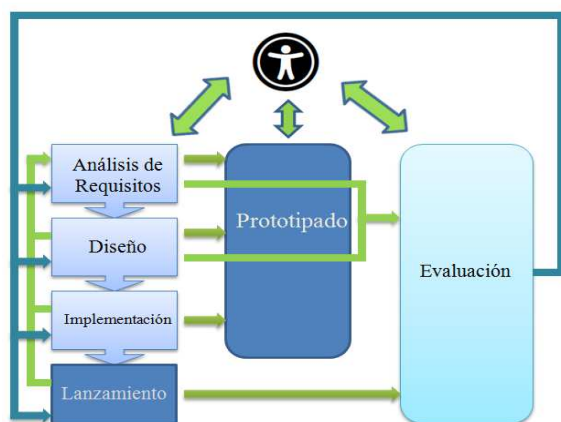 Análisis de
Requisitos
Diseño
Implementación
Lanzamiento
Prototipado
Evaluación